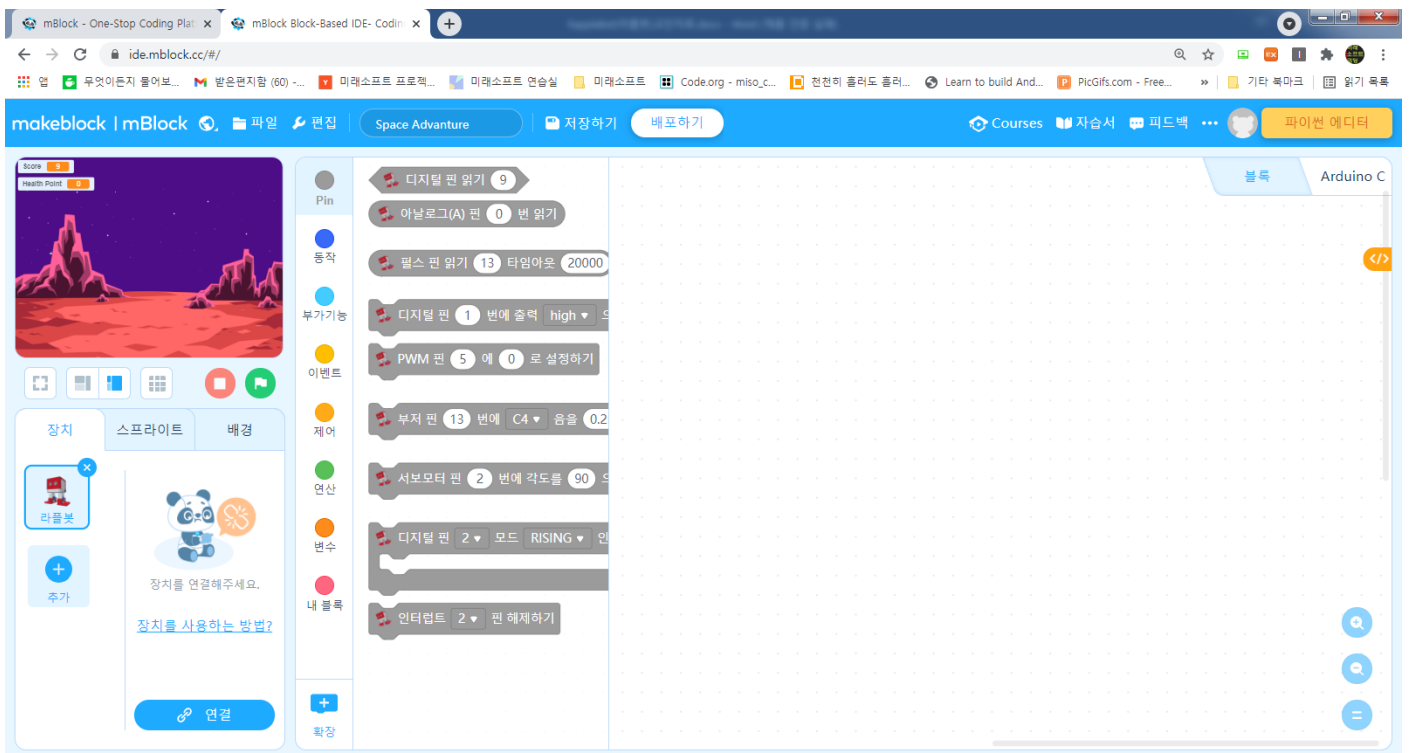 mBlock - One-Stop Coding Plat
mBlock Block-Based IDE- Codin
ide.mblock.cc/#/
앱
무엇이든지 물어보...
받은편지함 (60) -...
미래소프트 프로젝...
미래소프트 연습실
미래소프트
Code.org - miso_c...
천천히 흘러도 흘러...
Learn to build And...
PicGifs.com - Free...
»
기타 북마크
읽기 목록
makeblock | mBlock
파일
편집
Space Advanture
저장하기
배포하기
Courses
자습서
피드백
파이썬 에디터
Score 9
Health Point 0
장치
스프라이트
배경
라플봇
추가
장치를 연결해주세요.
장치를 사용하는 방법?
연결
Pin
동작
부가기능
이벤트
제어
연산
변수
내 블록
확장
디지털 핀 읽기 9
아날로그(A) 핀 0 번 읽기
펄스 핀 읽기 13 타임아웃 20000
디지털 핀 1 번에 출력 high ▾ 으
PWM 핀 5 에 0 로 설정하기
부저 핀 13 번에 C4 ▾ 음을 0.2
서보모터 핀 2 번에 각도를 90 으
디지털 핀 2 ▾ 모드 RISING ▾ 인
인터럽트 2 ▾ 핀 해제하기
블록
Arduino C
</>